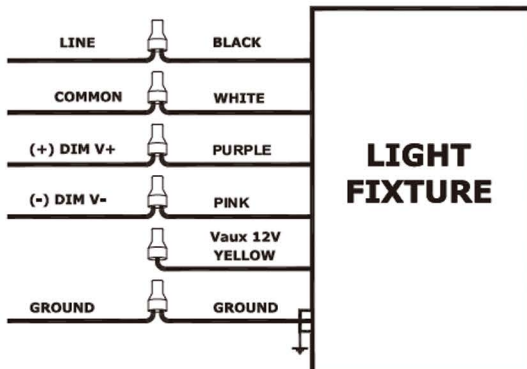 LINE BLACK
COMMON WHITE
(+) DIM V+ PURPLE
(-) DIM V- PINK
Vaux 12V
YELLOW
GROUND GROUND
LIGHT
FIXTURE